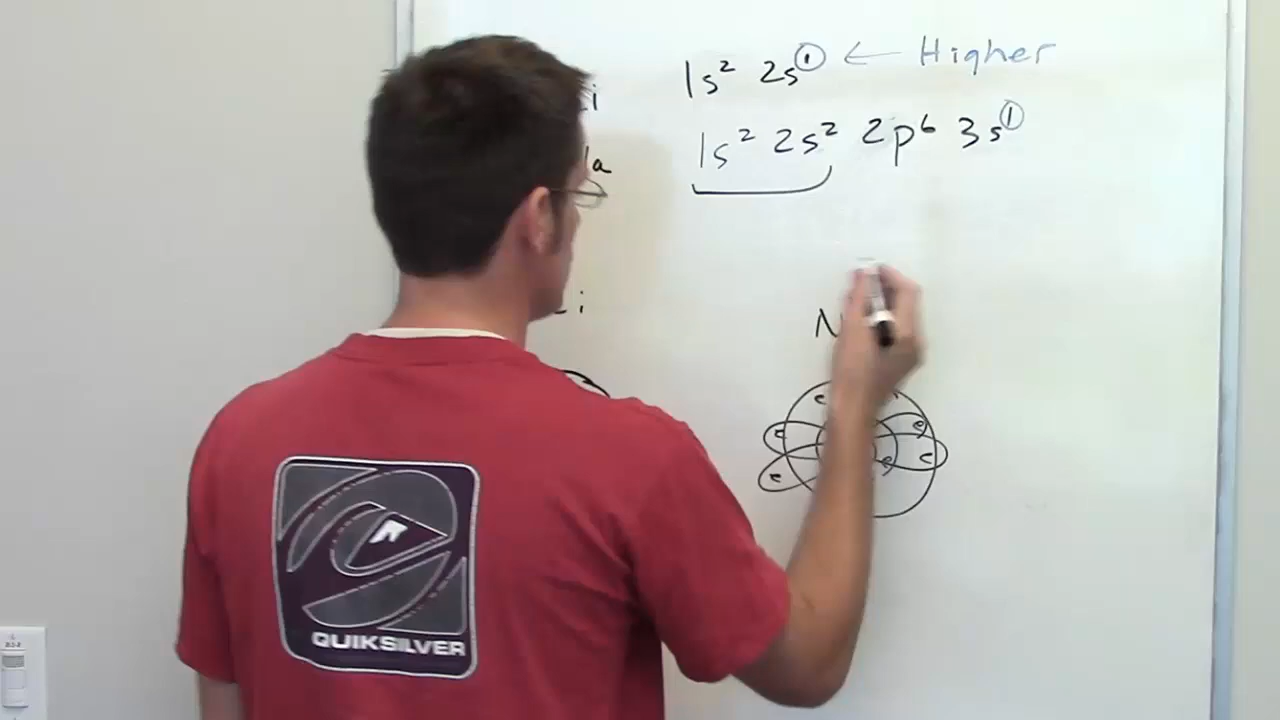 1s² 2s① ← Higher
1s² 2s² 2p⁶ 3s①
N
e
e e
e e e
QUIKSILVER